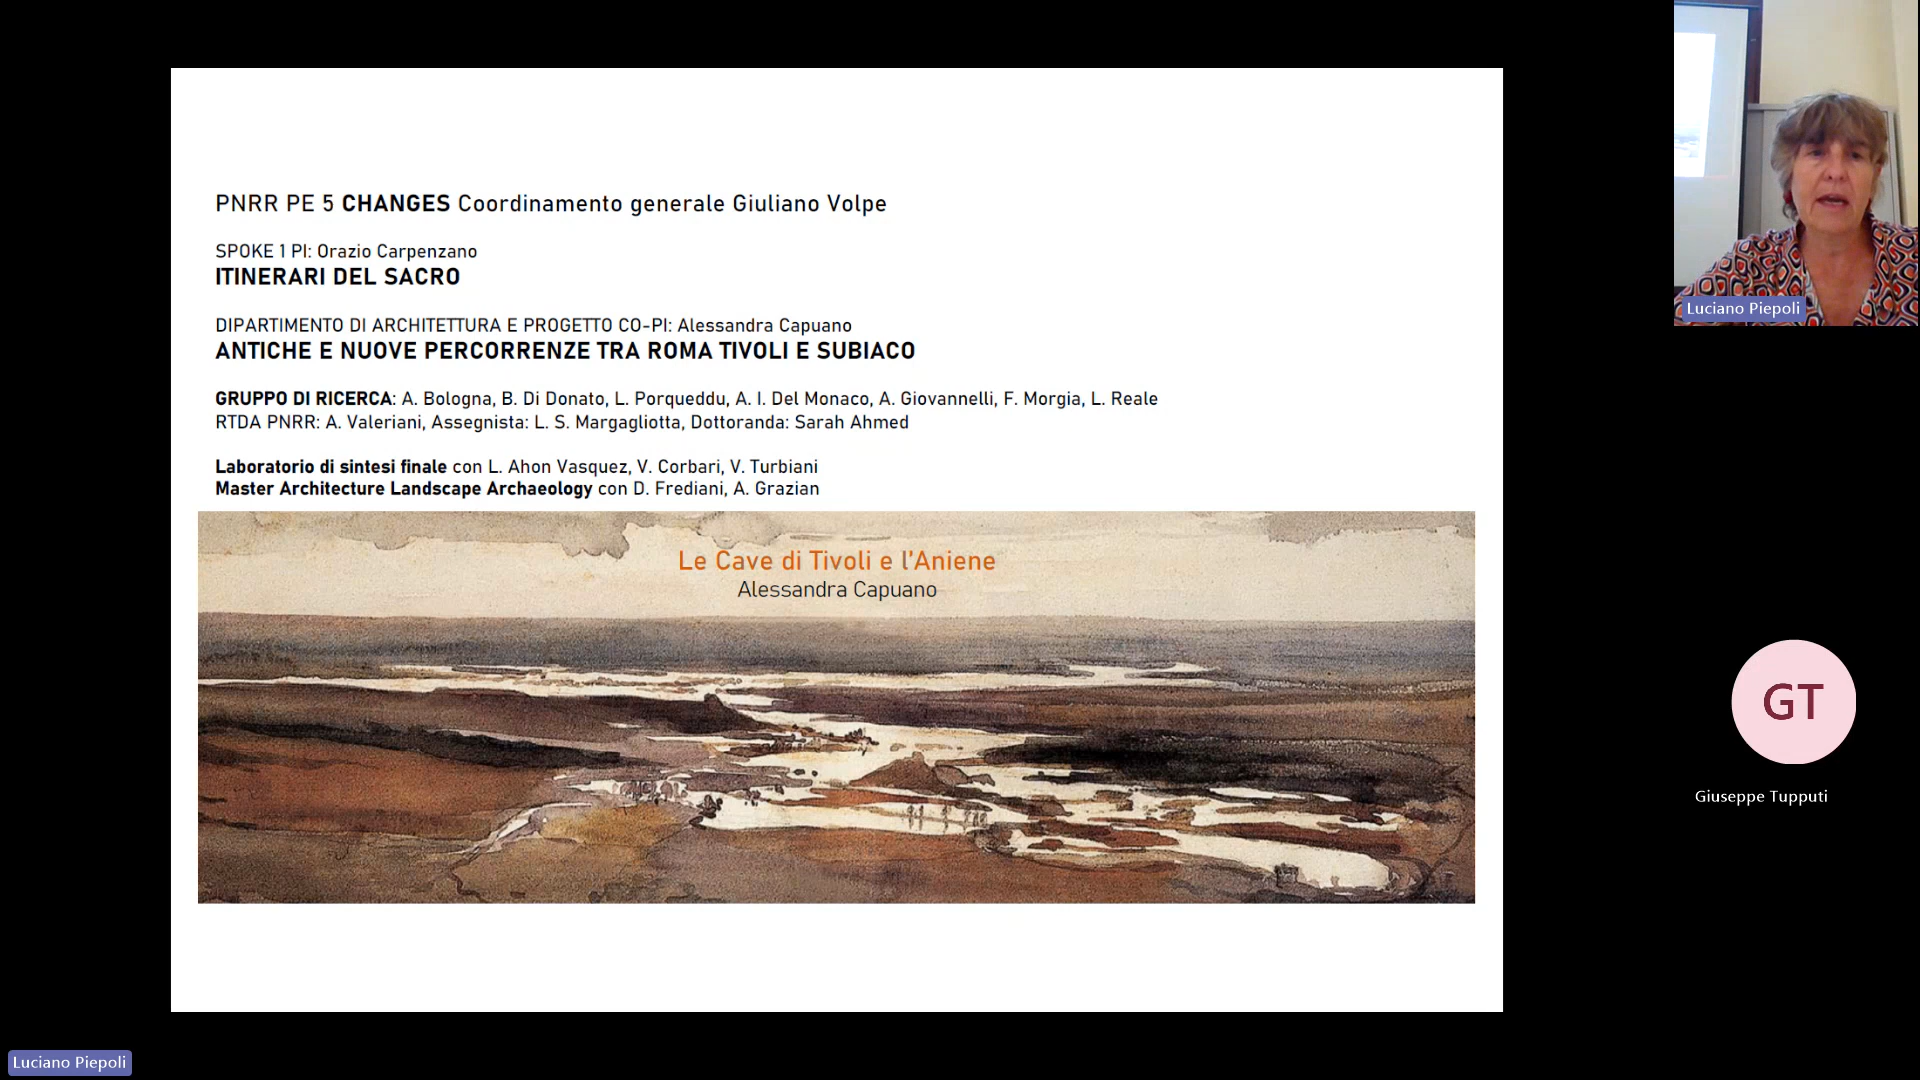 PNRR PE 5 CHANGES Coordinamento generale Giuliano Volpe
SPOKE 1 PI: Orazio Carpenzano
ITINERARI DEL SACRO
DIPARTIMENTO DI ARCHITETTURA E PROGETTO CO-PI: Alessandra Capuano
ANTICHE E NUOVE PERCORRENZE TRA ROMA TIVOLI E SUBIACO
GRUPPO DI RICERCA: A. Bologna, B. Di Donato, L. Porqueddu, A. I. Del Monaco, A. Giovannelli, F. Morgia, L. Reale
RTDA PNRR: A. Valeriani, Assegnista: L. S. Margagliotta, Dottoranda: Sarah Ahmed
Laboratorio di sintesi finale con L. Ahon Vasquez, V. Corbari, V. Turbiani
Master Architecture Landscape Archaeology con D. Frediani, A. Grazian
Le Cave di Tivoli e l'Aniene
Alessandra Capuano
Luciano Piepoli
GT
Giuseppe Tupputi
Luciano Piepoli